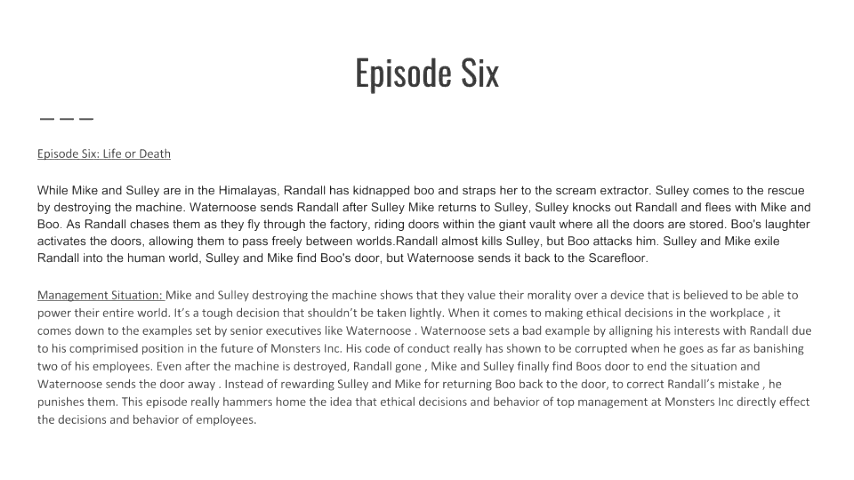 Episode Six
Episode Six: Life or Death
While Mike and Sulley are in the Himalayas, Randall has kidnapped boo and straps her to the scream extractor. Sulley comes to the rescue
by destroying the machine. Waternoose sends Randall after Sulley Mike returns to Sulley, Sulley knocks out Randall and flees with Mike and
Boo. As Randall chases them as they fly through the factory, riding doors within the giant vault where all the doors are stored. Boo's laughter
activates the doors, allowing them to pass freely between worlds.Randall almost kills Sulley, but Boo attacks him. Sulley and Mike exile
Randall into the human world, Sulley and Mike find Boo's door, but Waternoose sends it back to the Scarefloor.
Management Situation: Mike and Sulley destroying the machine shows that they value their morality over a device that is believed to be able to
power their entire world. It's a tough decision that shouldn't be taken lightly. When it comes to making ethical decisions in the workplace , it
comes down to the examples set by senior executives like Waternoose . Waternoose sets a bad example by alligning his interests with Randall due
to his comprimised position in the future of Monsters Inc. His code of conduct really has shown to be corrupted when he goes as far as banishing
two of his employees. Even after the machine is destroyed, Randall gone , Mike and Sulley finally find Boos door to end the situation and
Waternoose sends the door away . Instead of rewarding Sulley and Mike for returning Boo back to the door, to correct Randall's mistake , he
punishes them. This episode really hammers home the idea that ethical decisions and behavior of top management at Monsters Inc directly effect
the decisions and behavior of employees.